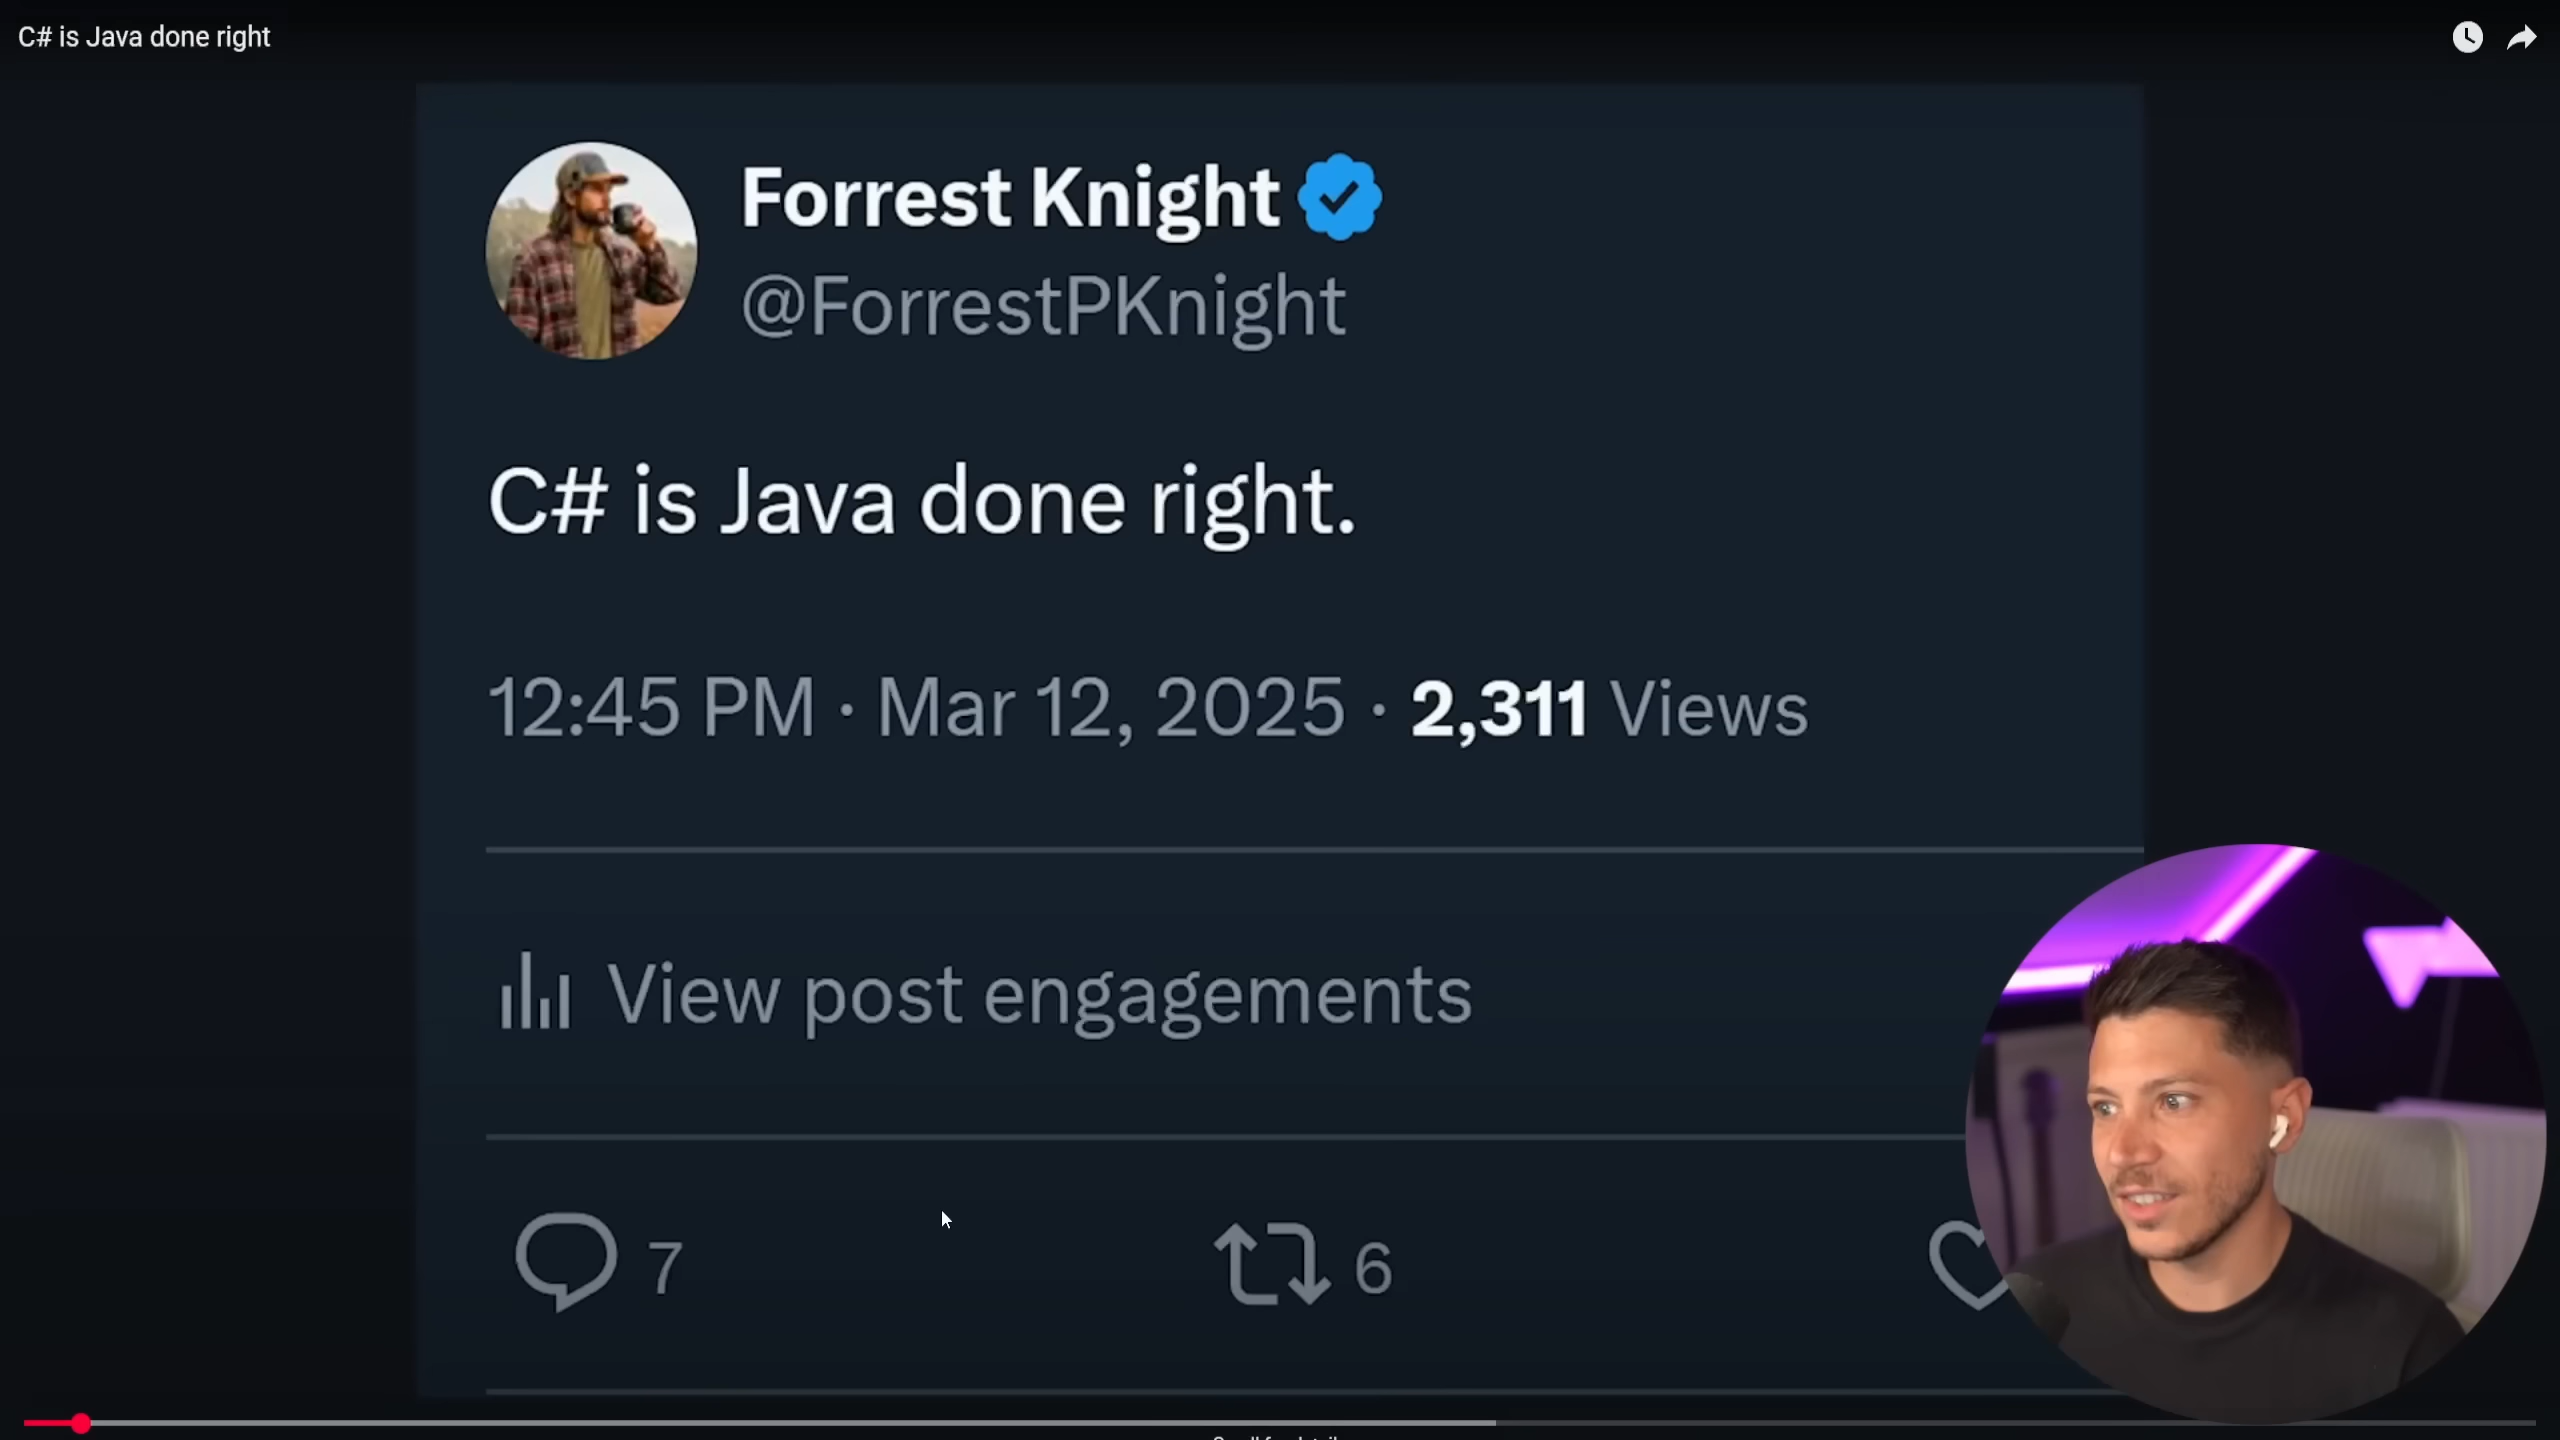 C# is Java done right
Forrest Knight
@ForrestPKnight
C# is Java done right.
12:45 PM · Mar 12, 2025 · 2,311 Views
View post engagements
7 6